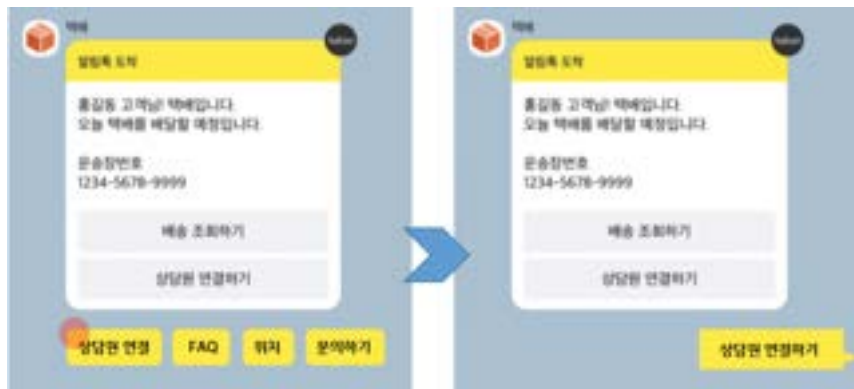 택배
알림톡 도착
홍길동 고객님! 택배입니다.
오늘 택배를 배달할 예정입니다.
운송장번호
1234-5678-9999
배송 조회하기
상담원 연결하기
상담원 연결
FAQ
위치
문의하기
택배
알림톡 도착
홍길동 고객님! 택배입니다.
오늘 택배를 배달할 예정입니다.
운송장번호
1234-5678-9999
배송 조회하기
상담원 연결하기
상담원 연결하기